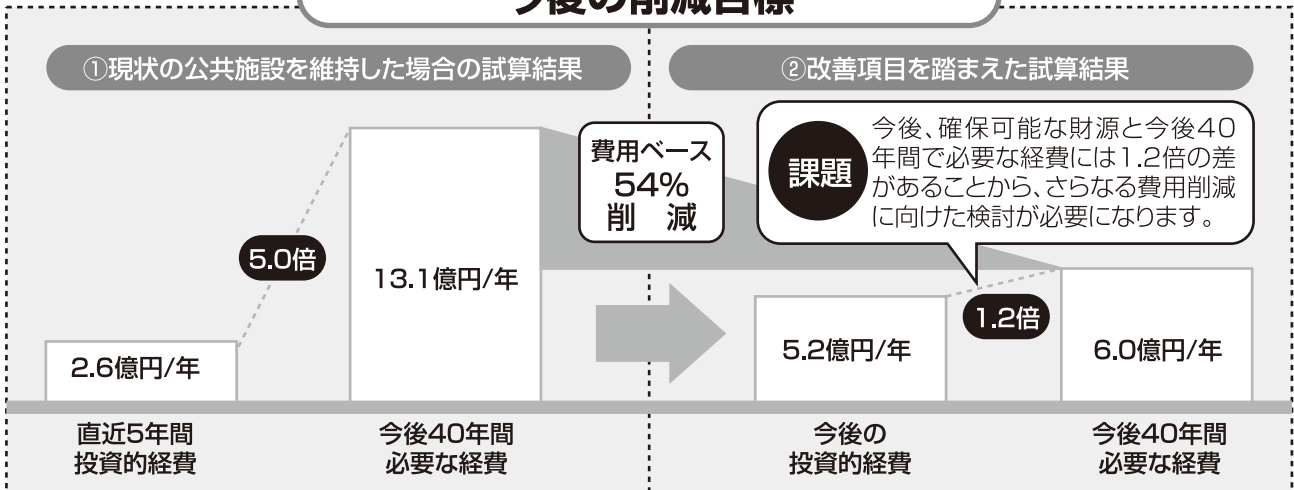 今後の削減目標
①現状の公共施設を維持した場合の試算結果
②改善項目を踏まえた試算結果
費用ベース
54%
削　減
課題
今後、確保可能な財源と今後40
年間で必要な経費には1.2倍の差
があることから、さらなる費用削減
に向けた検討が必要になります。
5.0倍
13.1億円/年
2.6億円/年
1.2倍
5.2億円/年
6.0億円/年
直近5年間
投資的経費
今後40年間
必要な経費
今後の
投資的経費
今後40年間
必要な経費